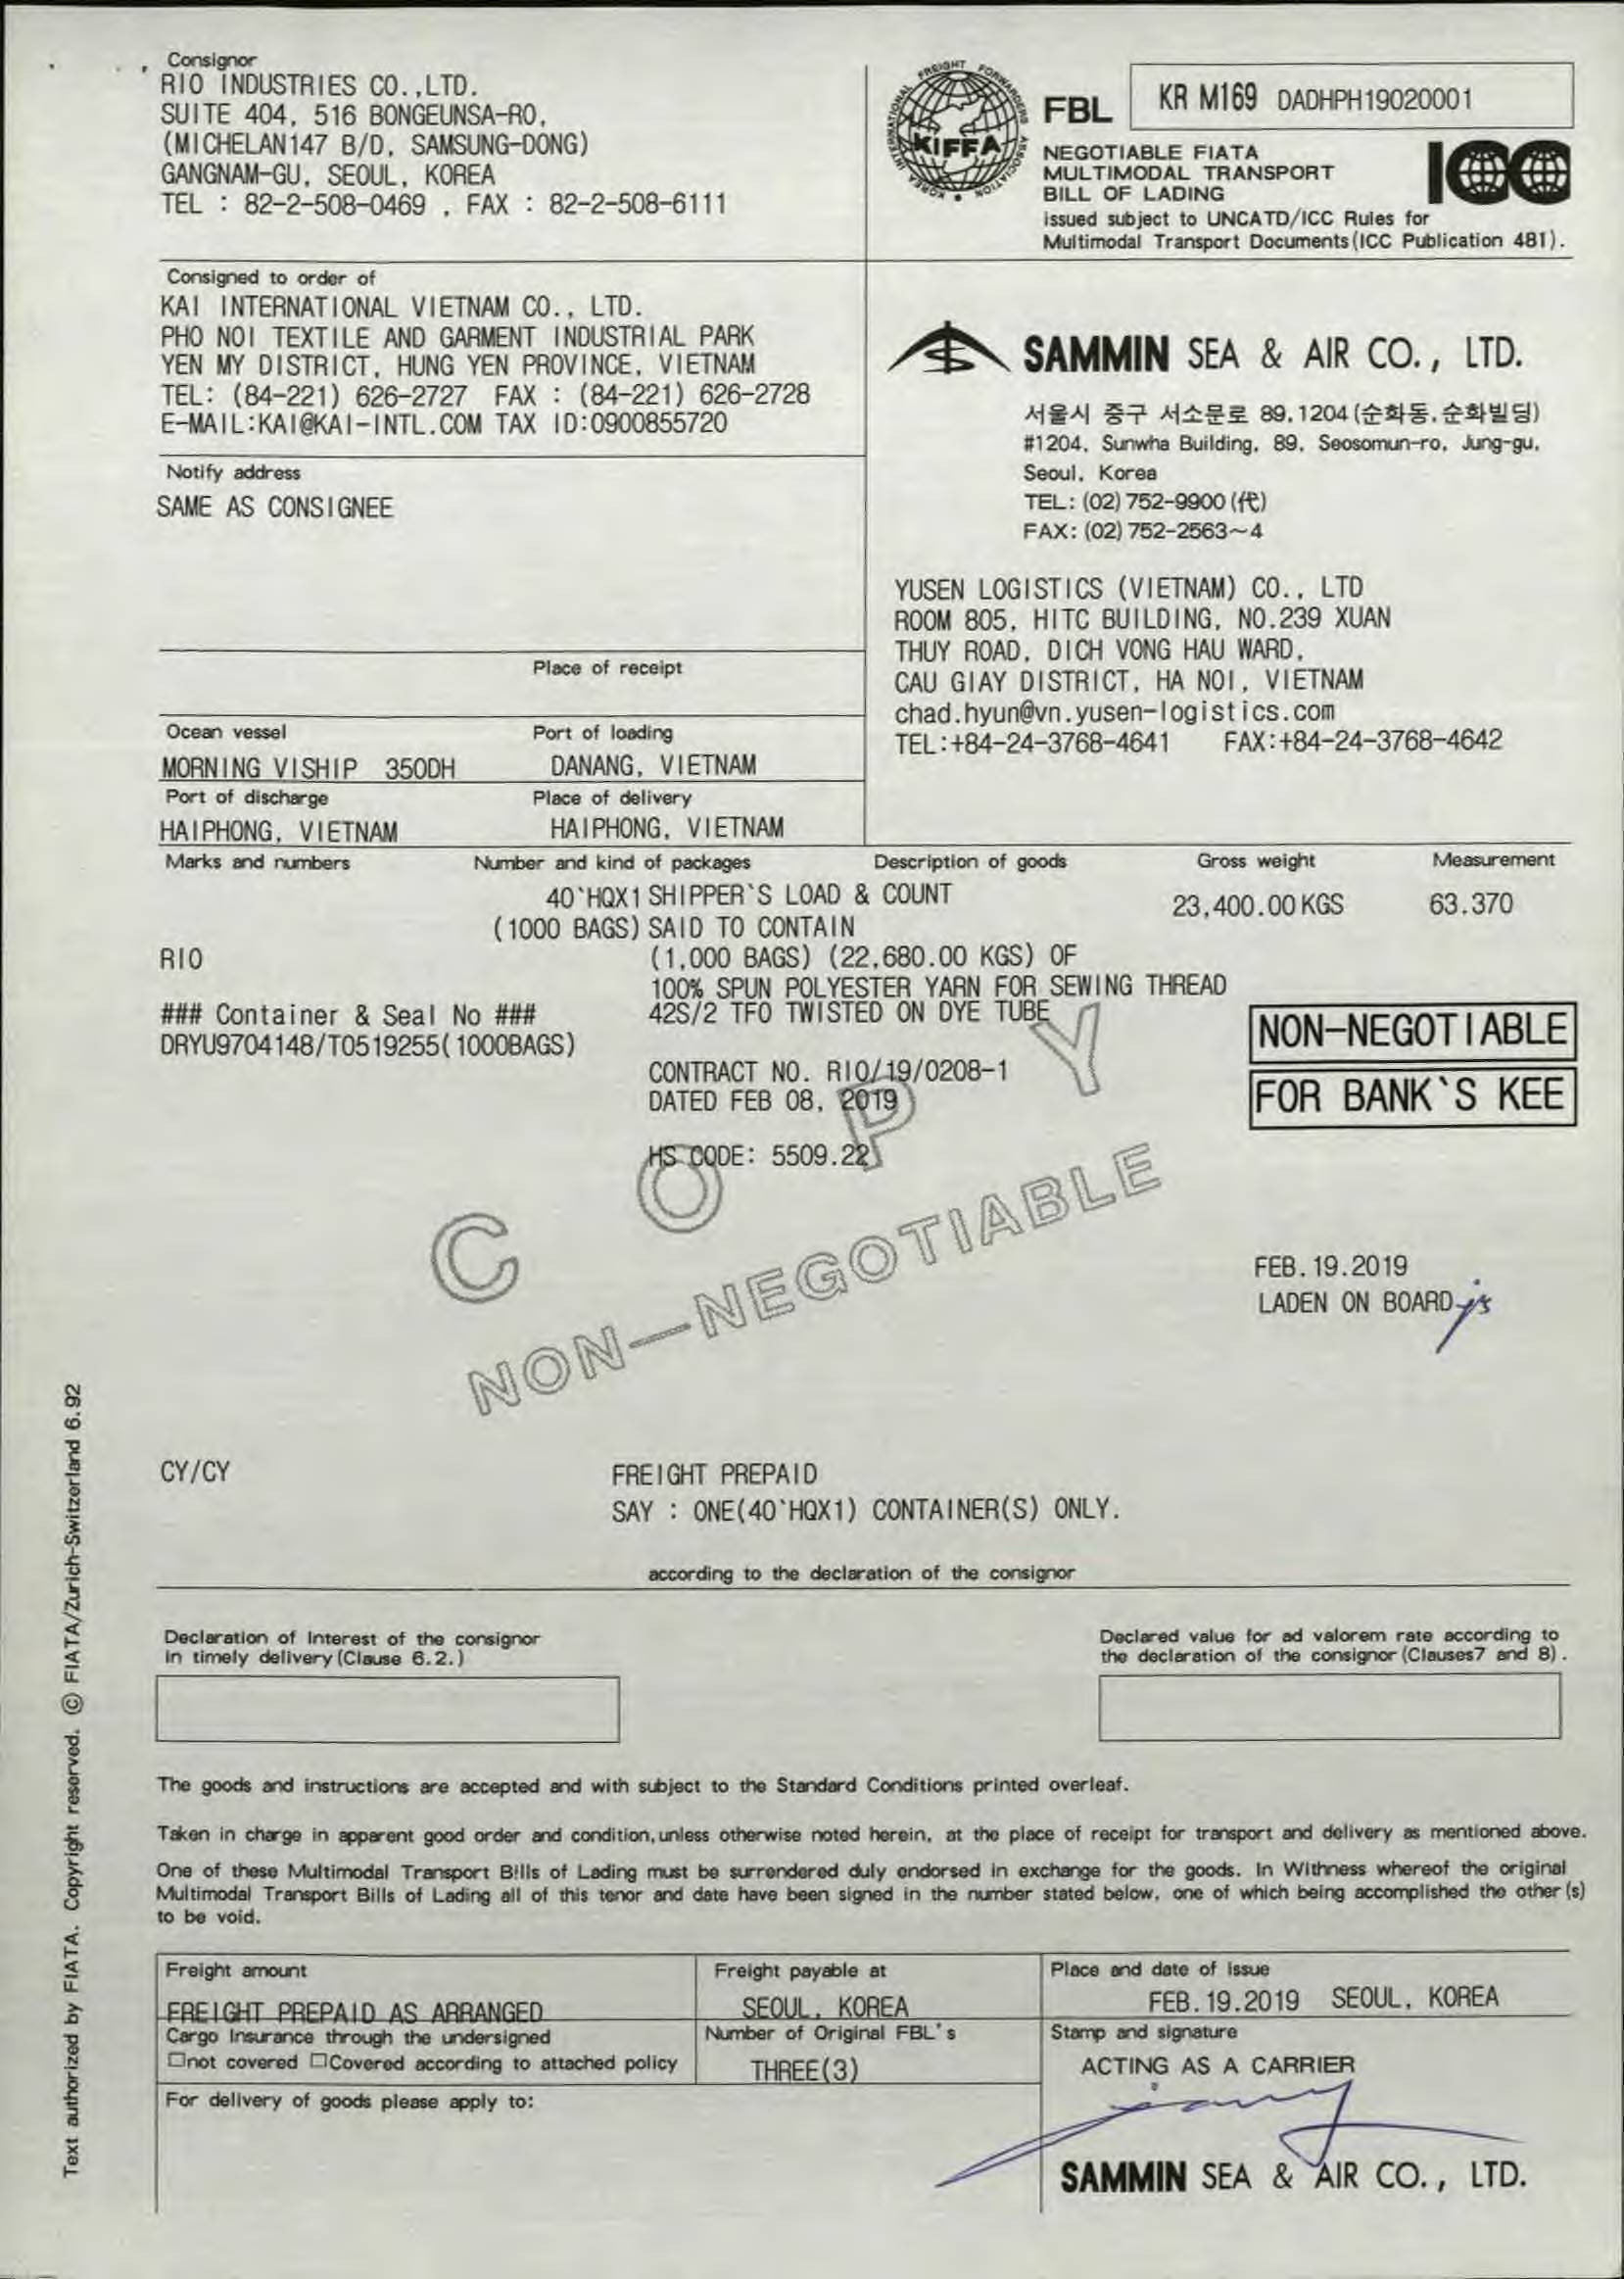 Consignor
RIO INDUSTRIES CO.,LTD.
SUITE 404, 516 BONGEUNSA-RO,
(MICHELAN147 B/D, SAMSUNG-DONG)
GANGNAM-GU, SEOUL, KOREA
TEL : 82-2-508-0469 , FAX : 82-2-508-6111
KOREA INTERNATIONAL FREIGHT FORWARDERS ASSOCIATION
KIFFA
FBL
KR M169 DADHPH19020001
NEGOTIABLE FIATA
MULTIMODAL TRANSPORT
BILL OF LADING
ICC
issued subject to UNCATD/ICC Rules for
Multimodal Transport Documents(ICC Publication 481).
Consigned to order of
KAI INTERNATIONAL VIETNAM CO., LTD.
PHO NOI TEXTILE AND GARMENT INDUSTRIAL PARK
YEN MY DISTRICT, HUNG YEN PROVINCE, VIETNAM
TEL: (84-221) 626-2727 FAX : (84-221) 626-2728
E-MAIL:KAI@KAI-INTL.COM TAX ID:0900855720
Notify address
SAME AS CONSIGNEE
SAMMIN SEA & AIR CO., LTD.
서울시 중구 서소문로 89,1204(순화동,순화빌딩)
#1204, Sunwha Building, 89, Seosomun-ro, Jung-gu,
Seoul, Korea
TEL: (02) 752-9900 (代)
FAX: (02) 752-2563~4
YUSEN LOGISTICS (VIETNAM) CO., LTD
ROOM 805, HITC BUILDING, NO.239 XUAN
THUY ROAD, DICH VONG HAU WARD,
CAU GIAY DISTRICT, HA NOI, VIETNAM
chad.hyun@vn.yusen-logistics.com
TEL:+84-24-3768-4641 FAX:+84-24-3768-4642
Place of receipt
Ocean vessel Port of loading
MORNING VISHIP 350DH DANANG, VIETNAM
Port of discharge Place of delivery
HAIPHONG, VIETNAM HAIPHONG, VIETNAM
Marks and numbers Number and kind of packages Description of goods Gross weight Measurement
40`HQX1 SHIPPER`S LOAD & COUNT 23,400.00 KGS 63.370
(1000 BAGS) SAID TO CONTAIN
RIO (1,000 BAGS) (22,680.00 KGS) OF
100% SPUN POLYESTER YARN FOR SEWING THREAD
### Container & Seal No ### 42S/2 TFO TWISTED ON DYE TUBE
DRYU9704148/T0519255(1000BAGS)
NON-NEGOTIABLE
FOR BANK`S KEE
CONTRACT NO. RIO/19/0208-1
DATED FEB 08, 2019
HS CODE: 5509.22
COPY
NON-NEGOTIABLE
FEB.19.2019
LADEN ON BOARD
CY/CY FREIGHT PREPAID
SAY : ONE(40`HQX1) CONTAINER(S) ONLY.
according to the declaration of the consignor
Declaration of Interest of the consignor
in timely delivery(Clause 6.2.)
Declared value for ad valorem rate according to
the declaration of the consignor(Clauses7 and 8).
The goods and instructions are accepted and with subject to the Standard Conditions printed overleaf.
Taken in charge in apparent good order and condition,unless otherwise noted herein, at the place of receipt for transport and delivery as mentioned above.
One of these Multimodal Transport Bills of Lading must be surrendered duly endorsed in exchange for the goods. In Withness whereof the original
Multimodal Transport Bills of Lading all of this tenor and date have been signed in the number stated below, one of which being accomplished the other(s)
to be void.
Freight amount Freight payable at Place and date of issue
FREIGHT PREPAID AS ARRANGED SEOUL, KOREA FEB.19.2019 SEOUL, KOREA
Cargo Insurance through the undersigned Number of Original FBL's Stamp and signature
□not covered □Covered according to attached policy THREE(3) ACTING AS A CARRIER
For delivery of goods please apply to:
SAMMIN SEA & AIR CO., LTD.
Text authorized by FIATA. Copyright reserved. © FIATA/Zurich-Switzerland 6.92